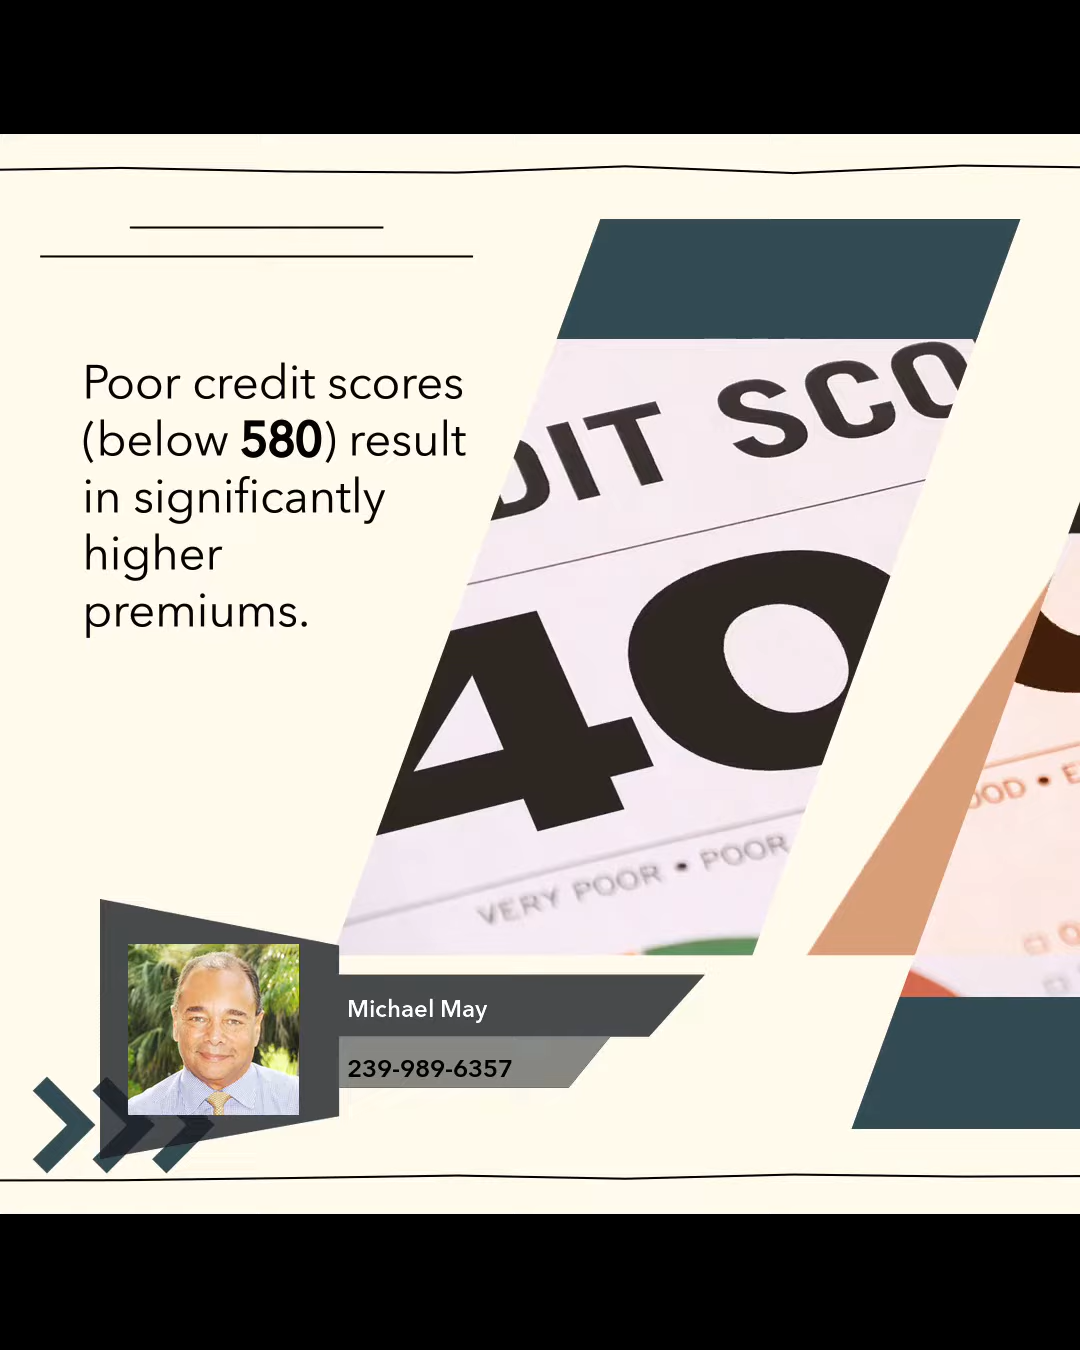 Poor credit scores
(below 580) result
in significantly
higher
premiums.
DIT SCO
40
VERY POOR • POOR
OOD • E
Michael May
239-989-6357